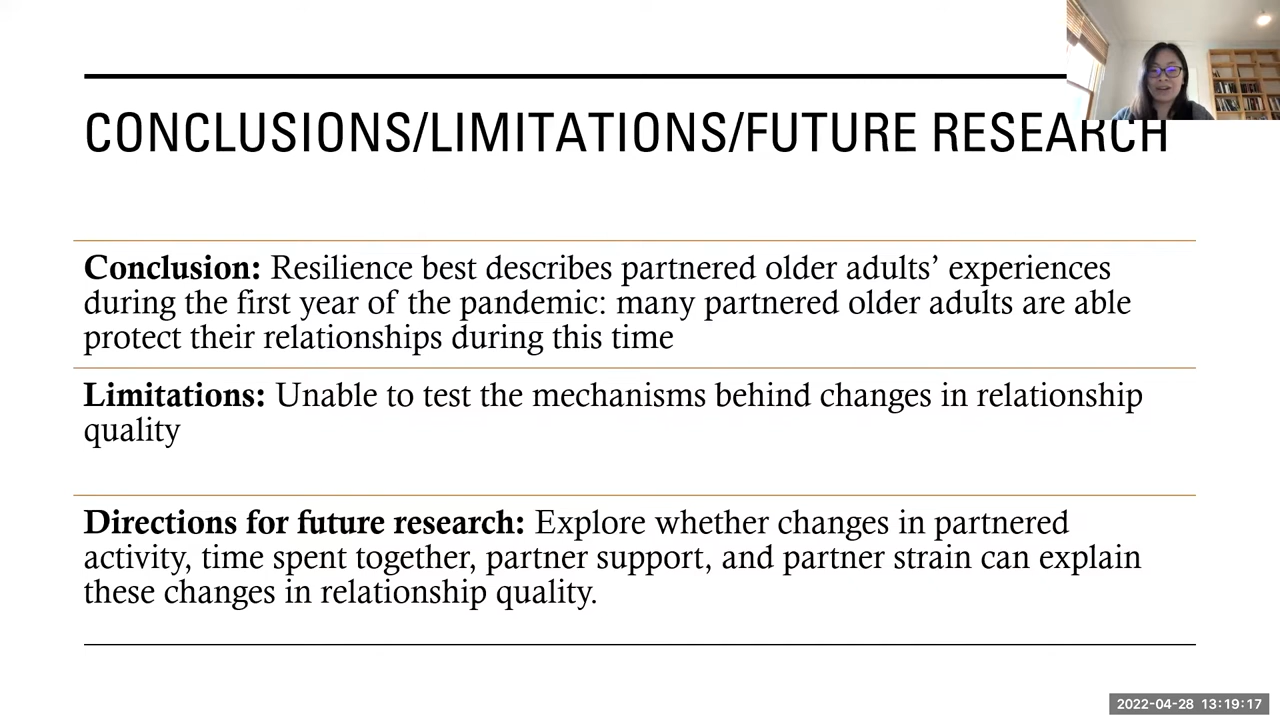 CONCLUSIONS/LIMITATIONS/FUTURE RESEARCH
Conclusion: Resilience best describes partnered older adults’ experiences
during the first year of the pandemic: many partnered older adults are able
protect their relationships during this time
Limitations: Unable to test the mechanisms behind changes in relationship
quality
Directions for future research: Explore whether changes in partnered
activity, time spent together, partner support, and partner strain can explain
these changes in relationship quality.
2022-04-28 13:19:17